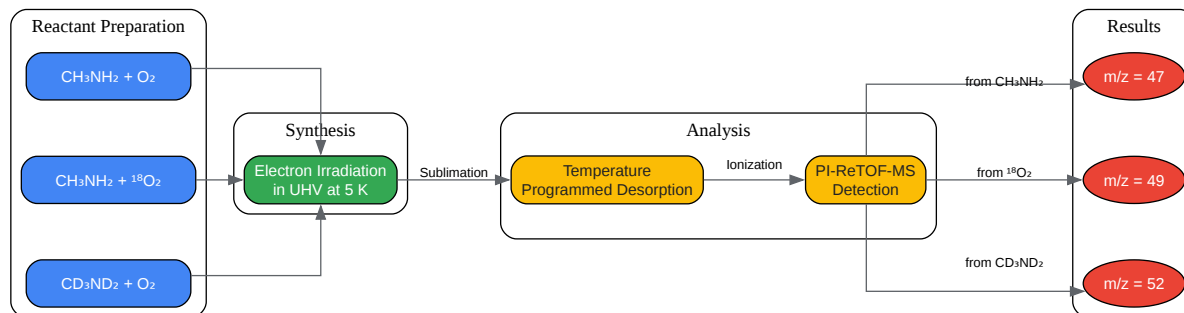 Reactant Preparation
CH₃NH₂ + O₂
CH₃NH₂ + ¹⁸O₂
CD₃ND₂ + O₂
Synthesis
Electron Irradiation
in UHV at 5 K
Sublimation
Analysis
Temperature
Programmed Desorption
Ionization
PI-ReTOF-MS
Detection
from CH₃NH₂
from ¹⁸O₂
from CD₃ND₂
Results
m/z = 47
m/z = 49
m/z = 52